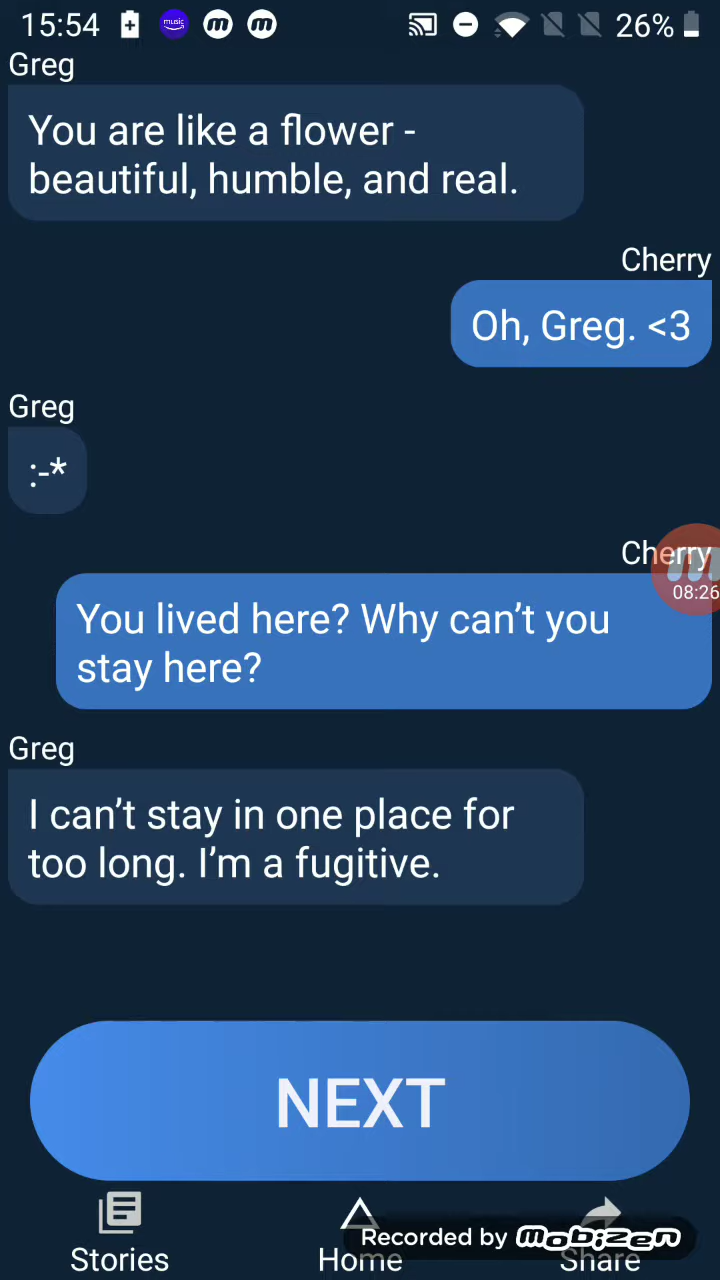 15:54
music
26%
Greg
You are like a flower -
beautiful, humble, and real.
Cherry
Oh, Greg. <3
Greg
:-*
Cherry
08:26
You lived here? Why can’t you
stay here?
Greg
I can’t stay in one place for
too long. I’m a fugitive.
NEXT
Recorded by mobizen
Stories
Home
Share